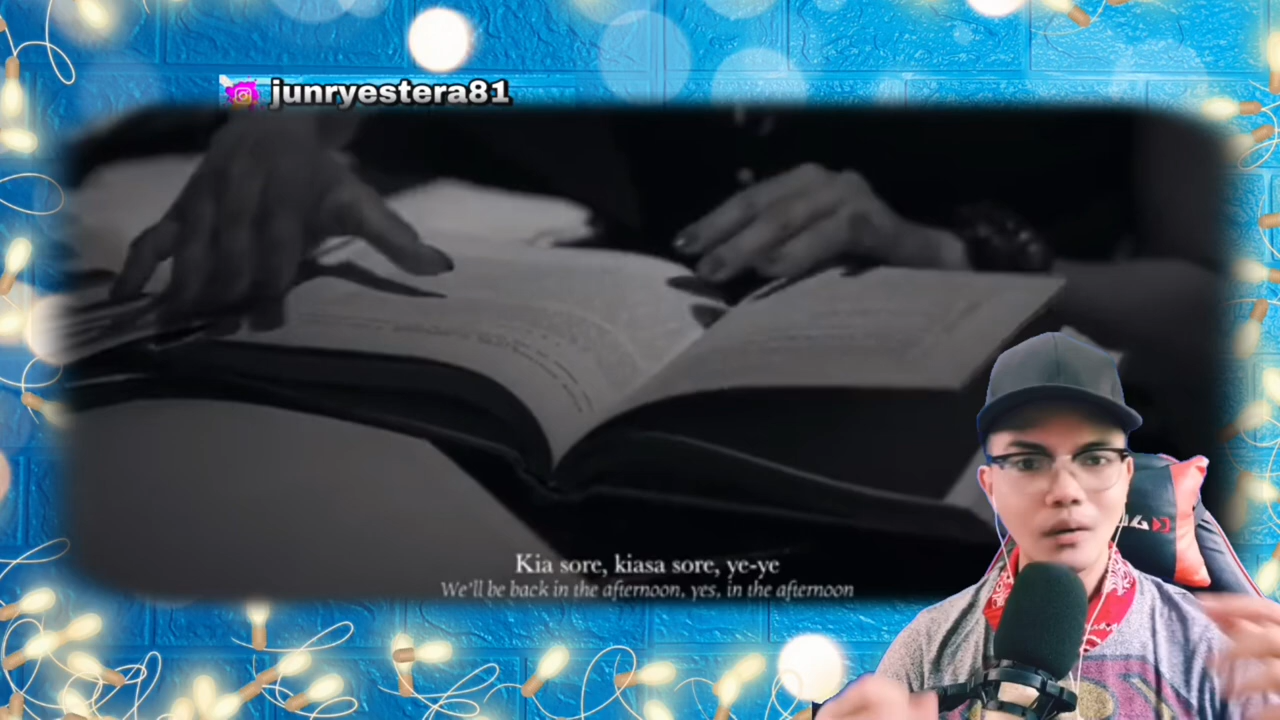 junryestera81
Kia sore, kiasa sore, ye-ye
We'll be back in the afternoon, yes, in the afternoon